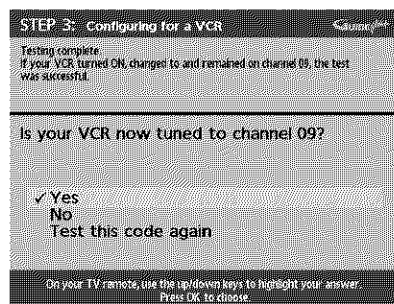 STEP 3: Configuring for a VCR
Testing complete.
If your VCR turned ON, changed to and remained on channel 09, the test
was successful.
Is your VCR now tuned to channel 09?
✓ Yes
No
Test this code again
On your TV remote, use the up/down keys to highlight your answer.
Press OK to choose.